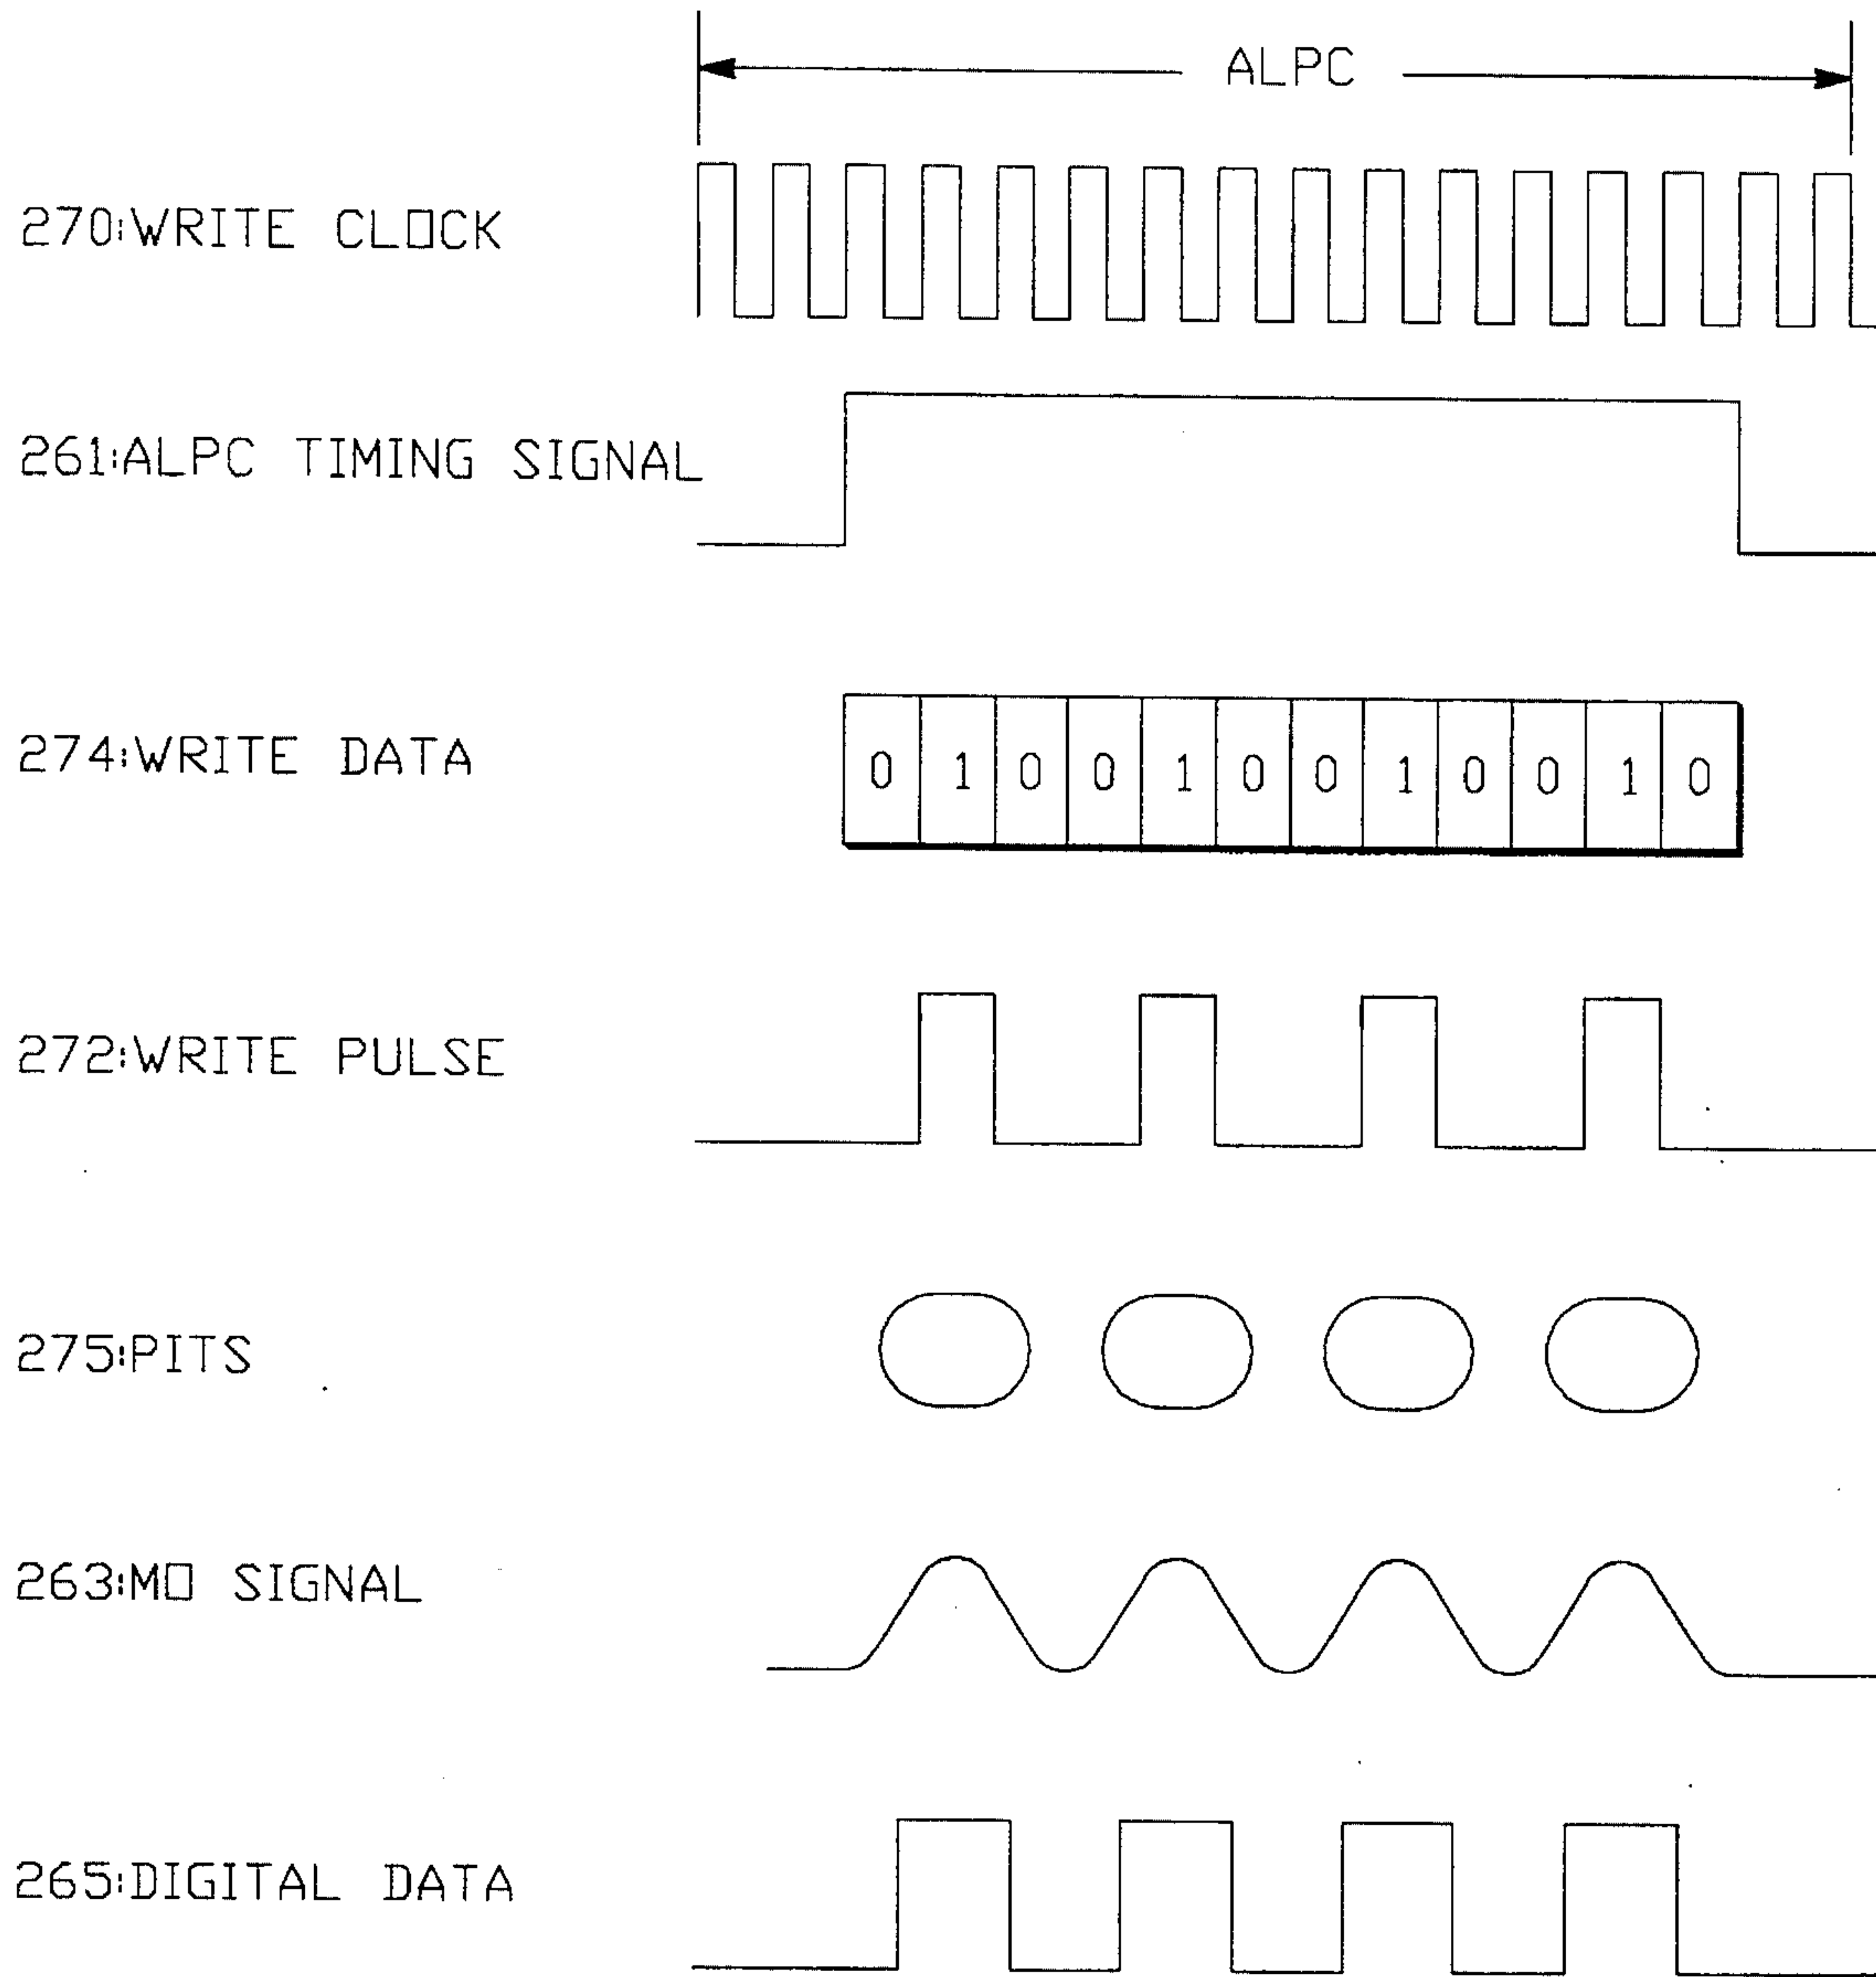 ALPC
270:WRITE CLOCK
261:ALPC TIMING SIGNAL
274:WRITE DATA
0 1 0 0 1 0 0 1 0 0 1 0
272:WRITE PULSE
275:PITS
263:MO SIGNAL
265:DIGITAL DATA